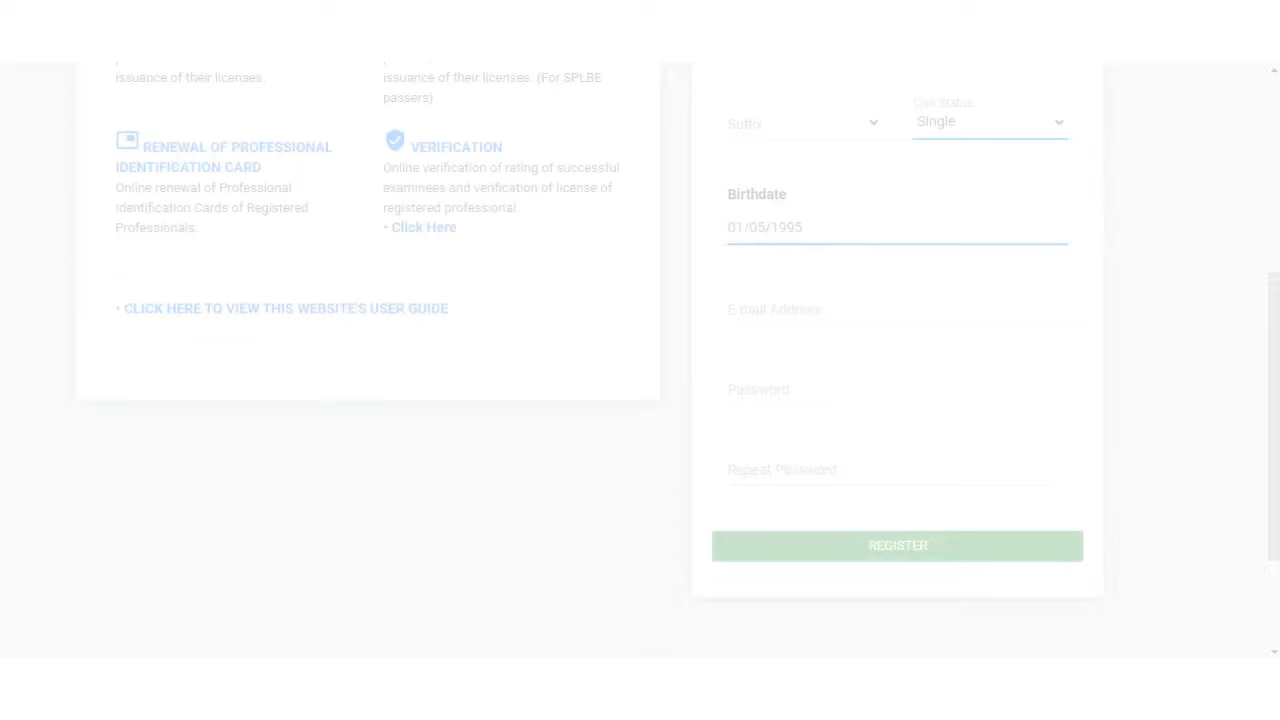 issuance of their licenses.
issuance of their licenses. (For SPLBE
passers)
RENEWAL OF PROFESSIONAL
IDENTIFICATION CARD
Online renewal of Professional
Identification Cards of Registered
Professionals.
VERIFICATION
Online verification of rating of successful
examinees and verification of license of
registered professional.
• Click Here
• CLICK HERE TO VIEW THIS WEBSITE'S USER GUIDE
Suffix
Civil Status
Single
Birthdate
01/05/1995
E-mail Address
Password
Repeat Password
REGISTER